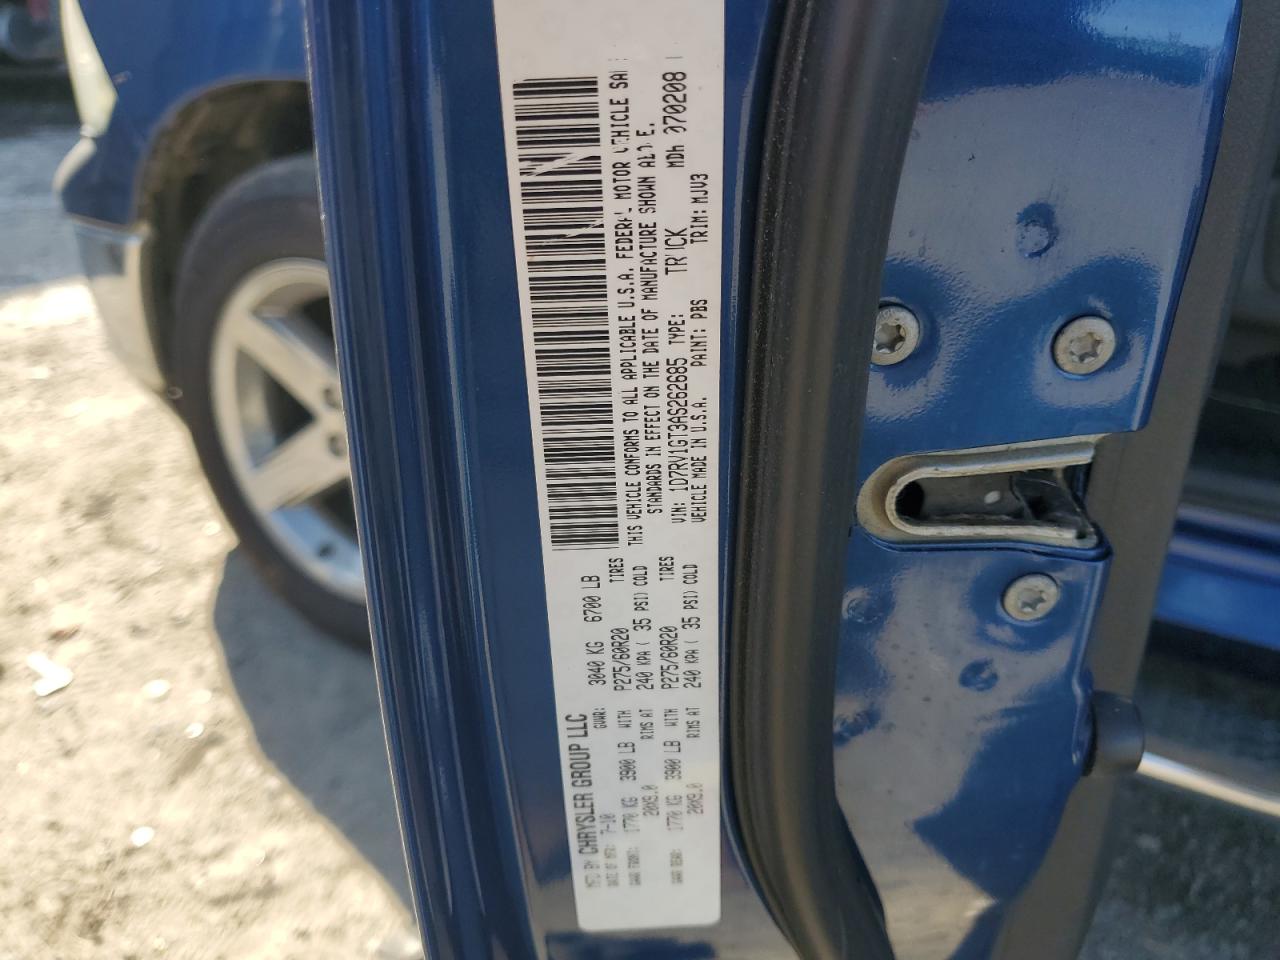 MFD BY CHRYSLER GROUP LLC
DATE OF MFR: 7-10 GVWR: 3040 KG 6700 LB
GAWR FRONT: 1770 KG 3900 LB WITH P275/60R20 TIRES
20X9.0 RIMS AT 240 KPA ( 35 PSI) COLD
GAWR REAR: 1770 KG 3900 LB WITH P275/60R20 TIRES
20X9.0 RIMS AT 240 KPA ( 35 PSI) COLD
THIS VEHICLE CONFORMS TO ALL APPLICABLE U.S.A. FEDERAL MOTOR VEHICLE
STANDARDS IN EFFECT ON THE DATE OF MANUFACTURE SHOWN ABOVE.
VIN: 1D7RV1GT3AS262685 TYPE: TRUCK MDH 070208
VEHICLE MADE IN U.S.A. PAINT: PBS TRIM: MJV3